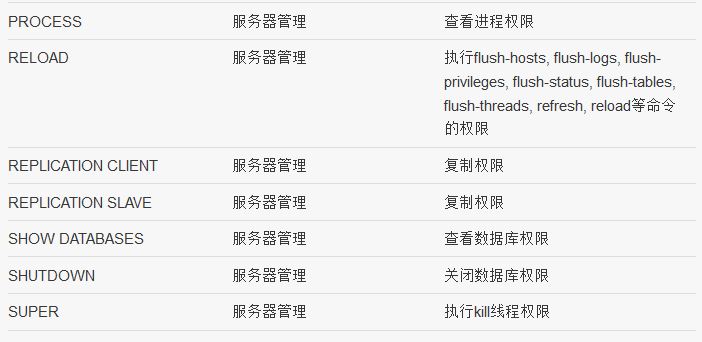 PROCESS 服务器管理 查看进程权限
RELOAD 服务器管理 执行flush-hosts, flush-logs, flush-
privileges, flush-status, flush-tables,
flush-threads, refresh, reload等命令
的权限
REPLICATION CLIENT 服务器管理 复制权限
REPLICATION SLAVE 服务器管理 复制权限
SHOW DATABASES 服务器管理 查看数据库权限
SHUTDOWN 服务器管理 关闭数据库权限
SUPER 服务器管理 执行kill线程权限